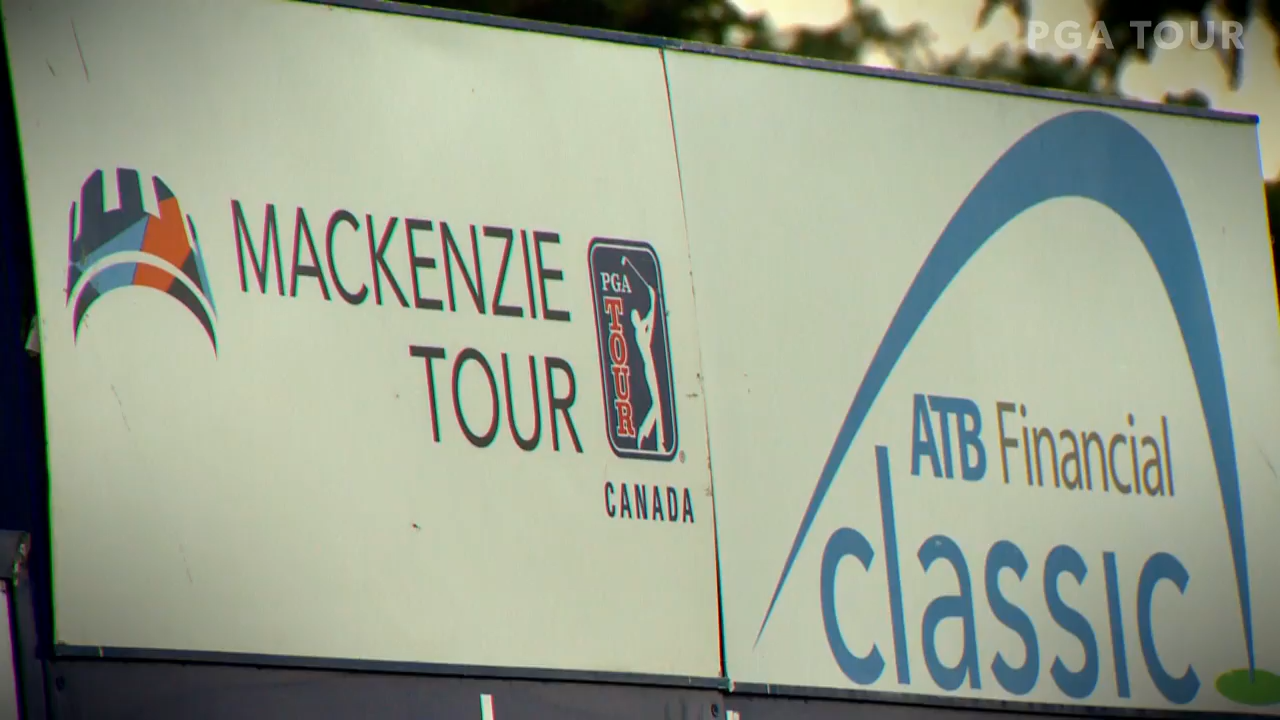 PGA TOUR
MACKENZIE
TOUR
PGA
TOUR
CANADA
ATB Financial
classic